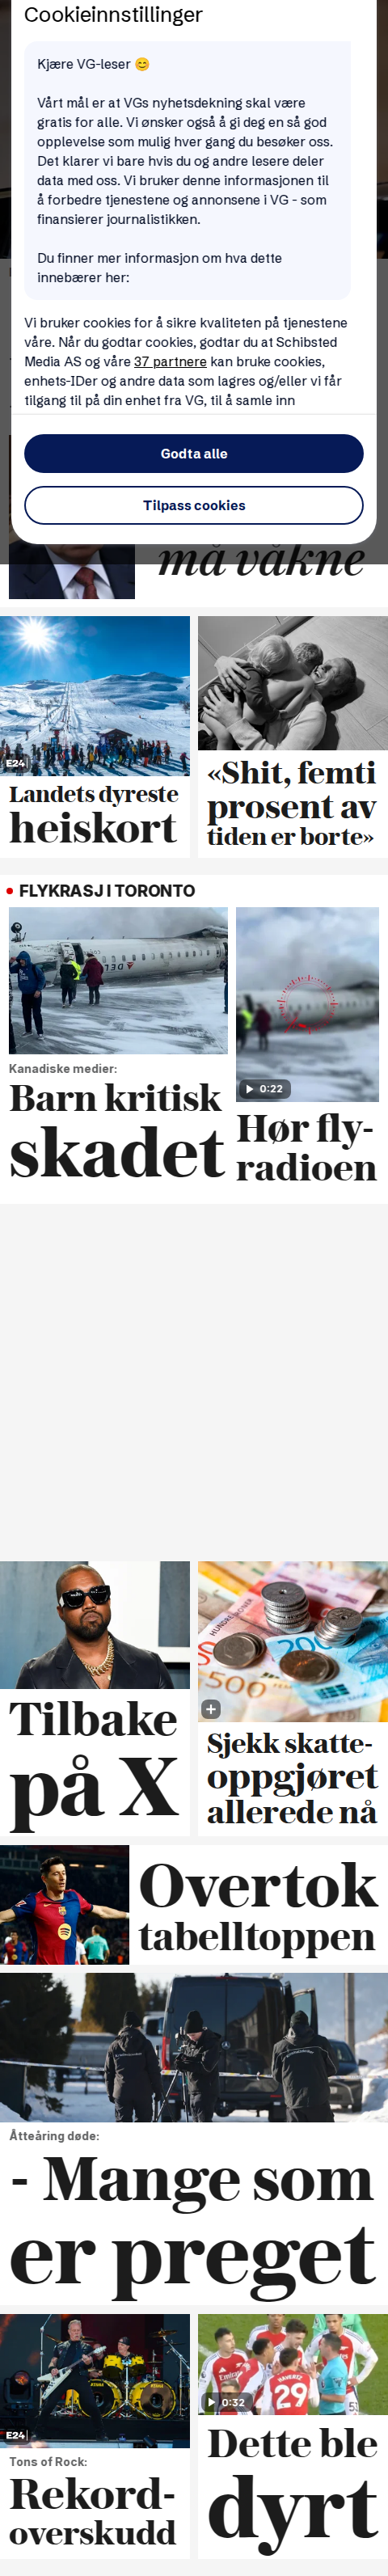 Cookieinnstillinger
Kjære VG-leser 😊
Vårt mål er at VGs nyhetsdekning skal være
gratis for alle. Vi ønsker også å gi deg en så god
opplevelse som mulig hver gang du besøker oss.
Det klarer vi bare hvis du og andre lesere deler
data med oss. Vi bruker denne informasjonen til
å forbedre tjenestene og annonsene i VG - som
finansierer journalistikken.
Du finner mer informasjon om hva dette
innebærer her:
Vi bruker cookies for å sikre kvaliteten på tjenestene
våre. Når du godtar cookies, godtar du at Schibsted
Media AS og våre 37 partnere kan bruke cookies,
enhets-IDer og andre data som lagres og/eller vi får
tilgang til på din enhet fra VG, til å samle inn
Godta alle
Tilpass cookies
må våkne
E24
Landets dyreste
heiskort
«Shit, femti
prosent av
tiden er borte»
FLYKRASJ I TORONTO
DELTA
Kanadiske medier:
Barn kritisk
skadet
0:22
Hør fly-
radioen
Tilbake
på X
HUNDRE KRONER
500
200
Sjekk skatte-
oppgjøret
allerede nå
Overtok
tabelltoppen
Åtteåring døde:
- Mange som
er preget
E24
Tons of Rock:
Rekord-
overskudd
HAVERTZ
29
0:32
Dette ble
dyrt